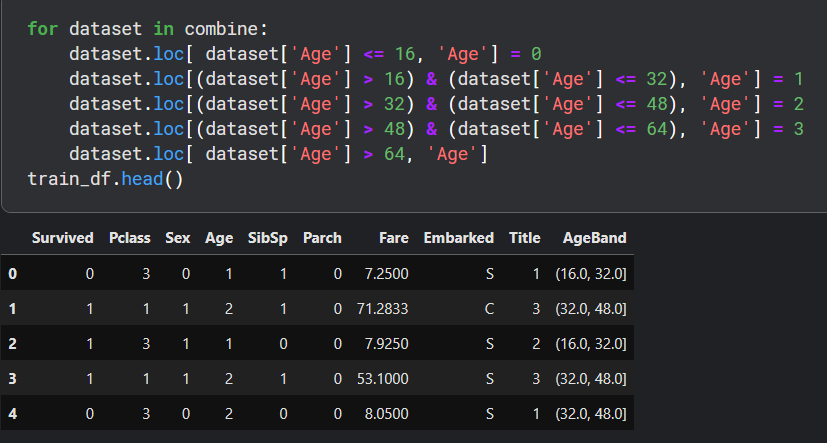 for dataset in combine:
    dataset.loc[ dataset['Age'] <= 16, 'Age'] = 0
    dataset.loc[(dataset['Age'] > 16) & (dataset['Age'] <= 32), 'Age'] = 1
    dataset.loc[(dataset['Age'] > 32) & (dataset['Age'] <= 48), 'Age'] = 2
    dataset.loc[(dataset['Age'] > 48) & (dataset['Age'] <= 64), 'Age'] = 3
    dataset.loc[ dataset['Age'] > 64, 'Age']
train_df.head()
Survived Pclass Sex Age SibSp Parch Fare Embarked Title AgeBand
0 0 3 0 1 1 0 7.2500 S 1 (16.0, 32.0]
1 1 1 1 2 1 0 71.2833 C 3 (32.0, 48.0]
2 1 3 1 1 0 0 7.9250 S 2 (16.0, 32.0]
3 1 1 1 2 1 0 53.1000 S 3 (32.0, 48.0]
4 0 3 0 2 0 0 8.0500 S 1 (32.0, 48.0]